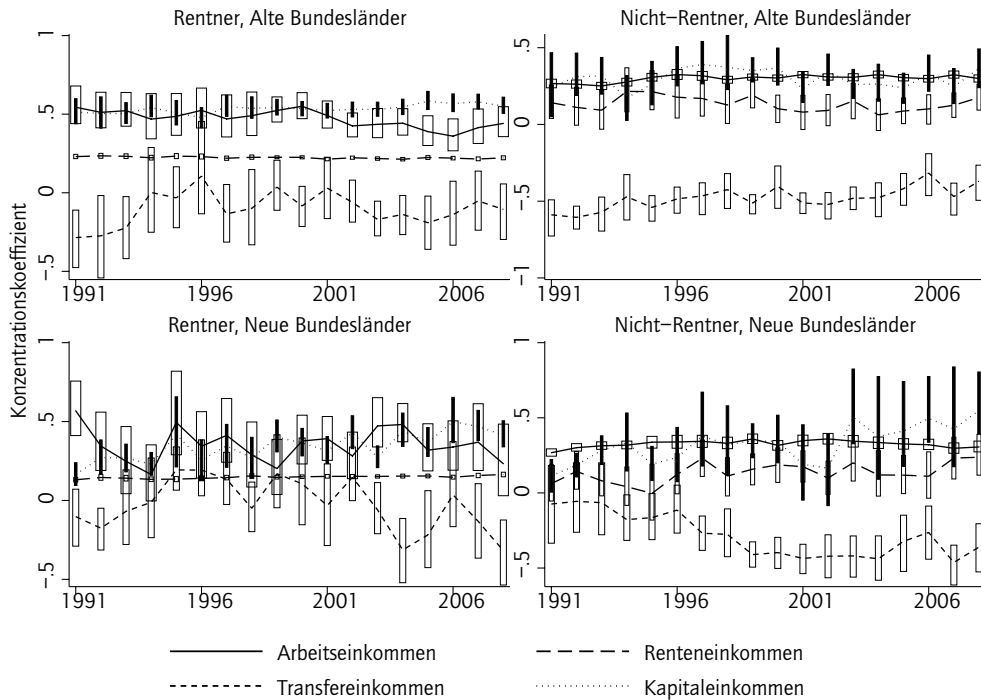 Rentner, Alte Bundesländer
Nicht–Rentner, Alte Bundesländer
1
.5
0
-.5
1991 1996 2001 2006
.5
0
-.5
-1
1991 1996 2001 2006
Konzentrationskoeffizient
Rentner, Neue Bundesländer
Nicht–Rentner, Neue Bundesländer
1
.5
0
-.5
1991 1996 2001 2006
1
.5
0
-.5
1991 1996 2001 2006
Arbeitseinkommen
Renteneinkommen
Transfereinkommen
Kapitaleinkommen